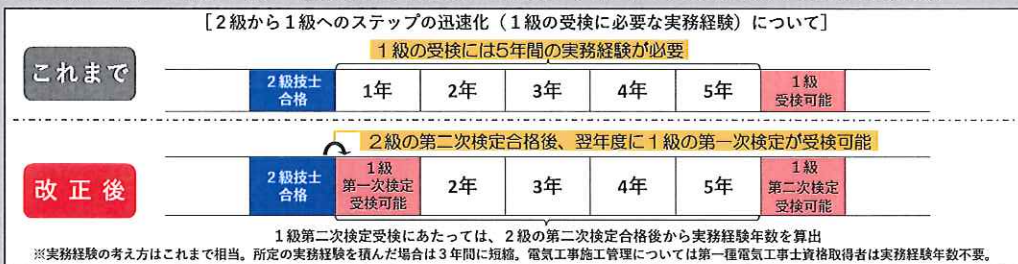 [２級から１級へのステップの迅速化（１級の受検に必要な実務経験）について]
１級の受検には5年間の実務経験が必要
これまで
２級技士
合格
1年
2年
3年
4年
5年
１級
受検可能
２級の第二次検定合格後、翌年度に１級の第一次検定が受検可能
改正後
２級技士
合格
１級
第一次検定
受検可能
2年
3年
4年
5年
１級
第二次検定
受検可能
１級第二次検定受検にあたっては、２級の第二次検定合格後から実務経験年数を算出
※実務経験の考え方はこれまで相当。所定の実務経験を積んだ場合は３年間に短縮。電気工事施工管理については第一種電気工事士資格取得者は実務経験年数不要。